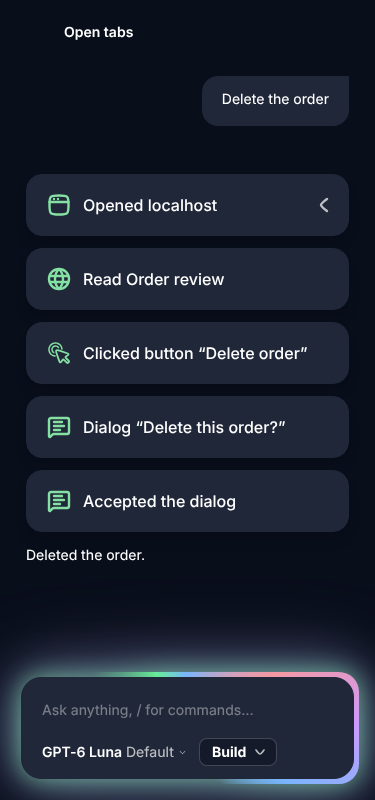 Open tabs
Delete the order
Opened localhost
Read Order review
Clicked button “Delete order”
Dialog “Delete this order?”
Accepted the dialog
Deleted the order.
Ask anything, / for commands...
GPT-6 Luna Default Build